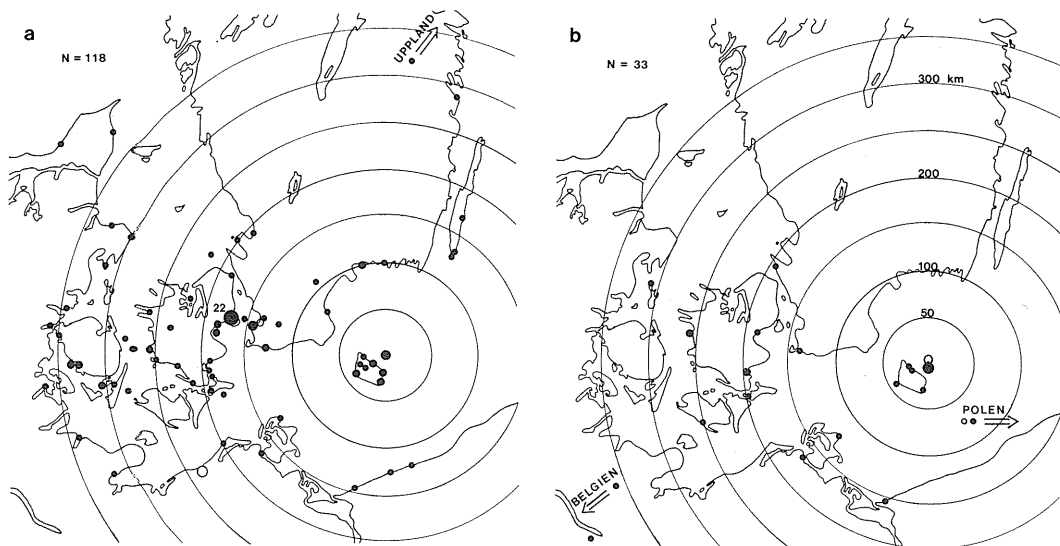 a
N = 118
UPPLAND
22
b
N = 33
300 km
200
100
50
POLEN
BELGIEN